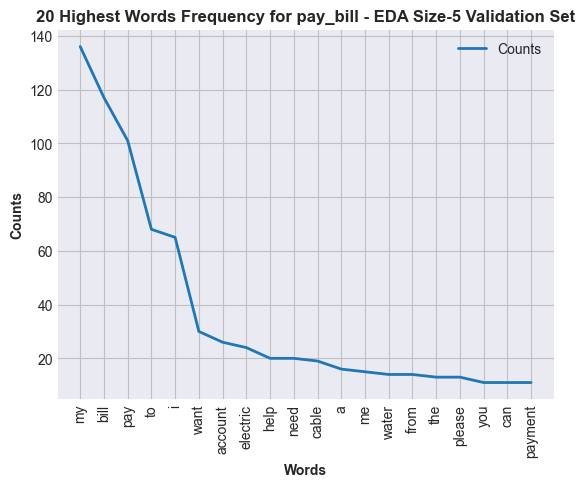 20 Highest Words Frequency for pay_bill - EDA Size-5 Validation Set
Counts
140
120
100
80
60
40
20
Counts
my
bill
pay
to
i
want
account
electric
help
need
cable
a
me
water
from
the
please
you
can
payment
Words